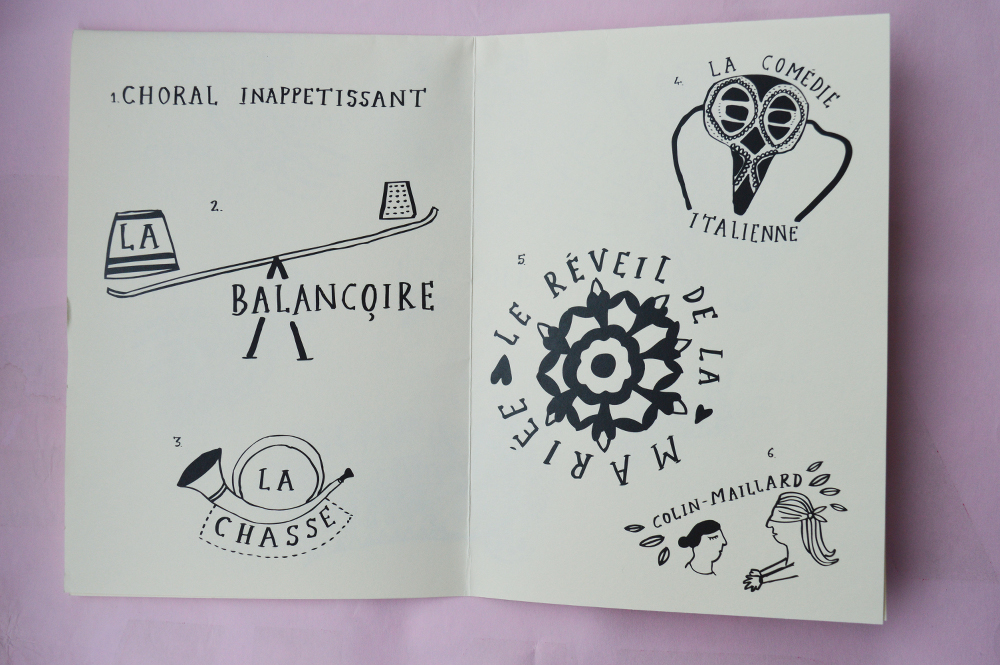 1. CHORAL INAPPETISSANT
2.
LA
BALANCOIRE
3.
LA
CHASSE
4.
LA COMÉDIE
ITALIENNE
5.
LE RÉVEIL DE LA MARIÉE
6.
COLIN-MAILLARD